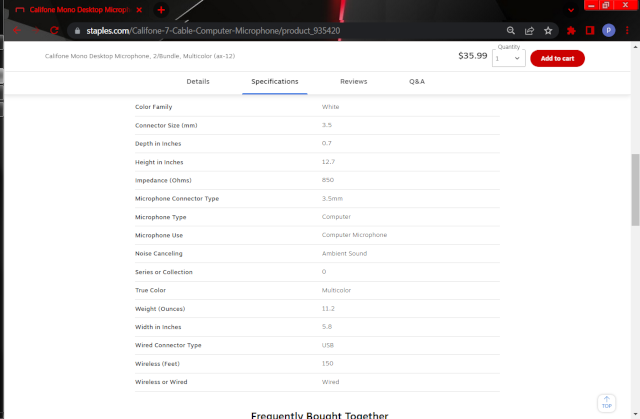 Califone Mono Desktop Microph
staples.com/Califone-7-Cable-Computer-Microphone/product_935420
P
Califone Mono Desktop Microphone, 2/Bundle, Multicolor (ax-12)
$35.99
Quantity
1
Add to cart
Details
Specifications
Reviews
Q&A
Color Family White
Connector Size (mm) 3.5
Depth in Inches 0.7
Height in Inches 12.7
Impedance (Ohms) 850
Microphone Connector Type 3.5mm
Microphone Type Computer
Microphone Use Computer Microphone
Noise Canceling Ambient Sound
Series or Collection 0
True Color Multicolor
Weight (Ounces) 11.2
Width in Inches 5.8
Wired Connector Type USB
Wireless (Feet) 150
Wireless or Wired Wired
Frequently Bought Together
TOP